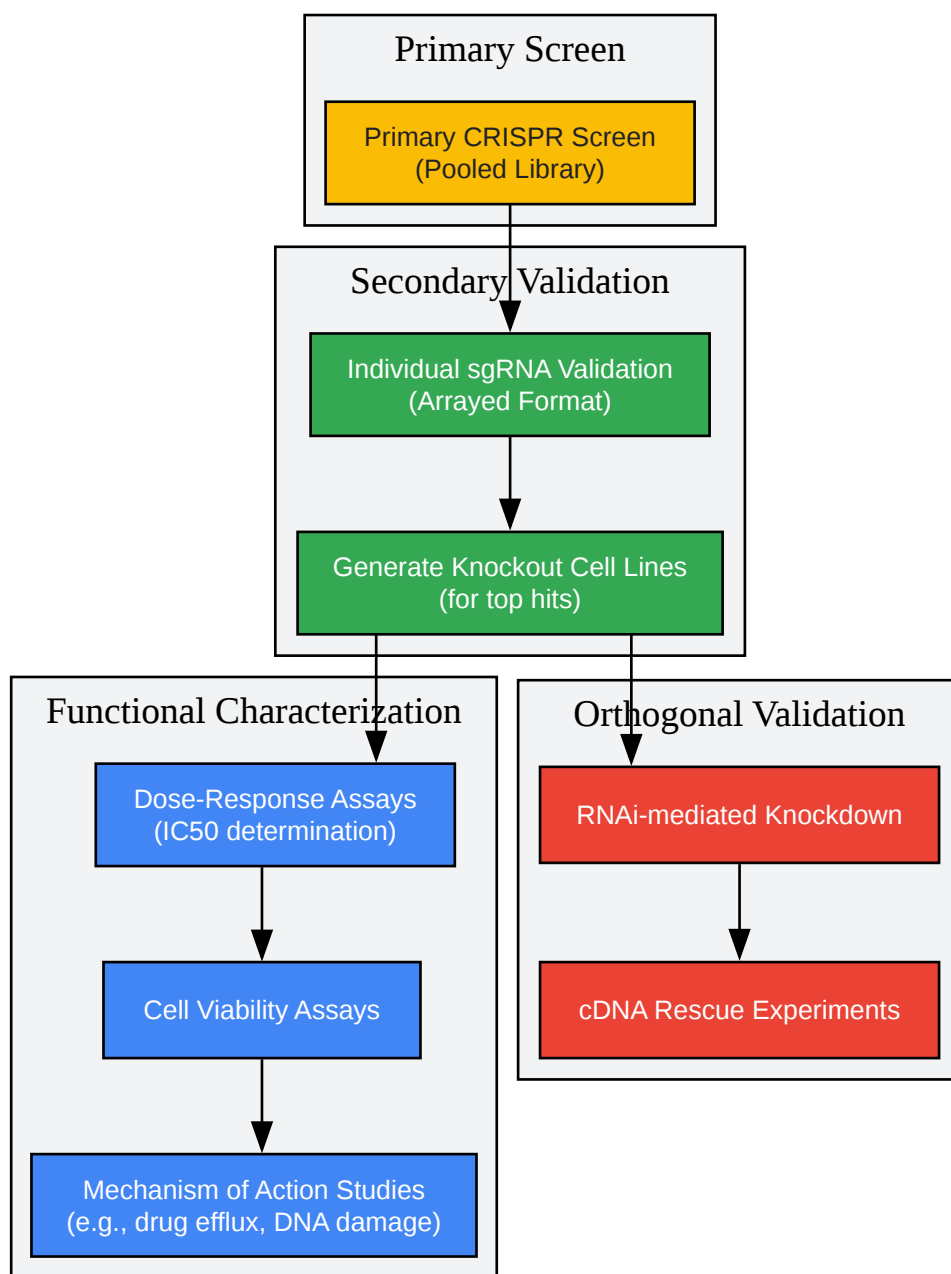 Primary Screen
Primary CRISPR Screen
(Pooled Library)
Secondary Validation
Individual sgRNA Validation
(Arrayed Format)
Generate Knockout Cell Lines
(for top hits)
Functional Characterization
Dose-Response Assays
(IC50 determination)
Cell Viability Assays
Mechanism of Action Studies
(e.g., drug efflux, DNA damage)
Orthogonal Validation
RNAi-mediated Knockdown
cDNA Rescue Experiments